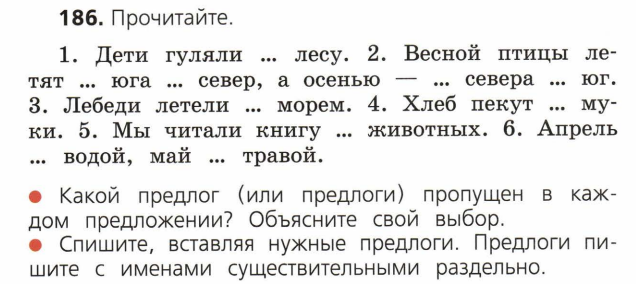 186. Прочитайте.
1. Дети гуляли ... лесу. 2. Весной птицы ле-
тят ... юга ... север, а осенью — ... севера ... юг.
3. Лебеди летели ... морем. 4. Хлеб пекут ... му-
ки. 5. Мы читали книгу ... животных. 6. Апрель
... водой, май ... травой.
● Какой предлог (или предлоги) пропущен в каж-
дом предложении? Объясните свой выбор.
● Спишите, вставляя нужные предлоги. Предлоги пи-
шите с именами существительными раздельно.